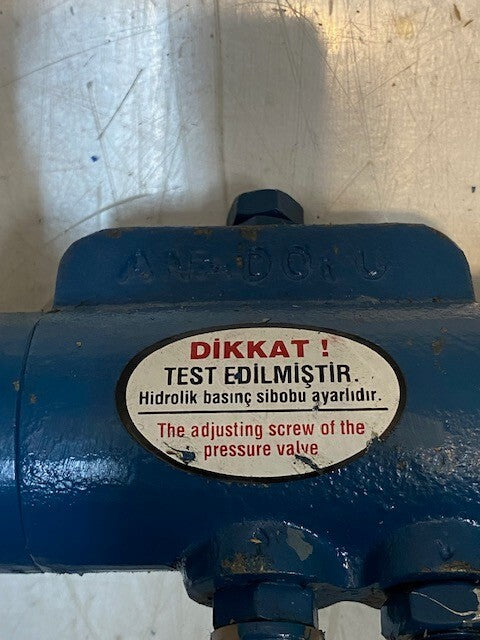 DİKKAT !
TEST EDİLMİŞTİR.
Hidrolik basınç sibobu ayarlıdır.
The adjusting screw of the
pressure valve